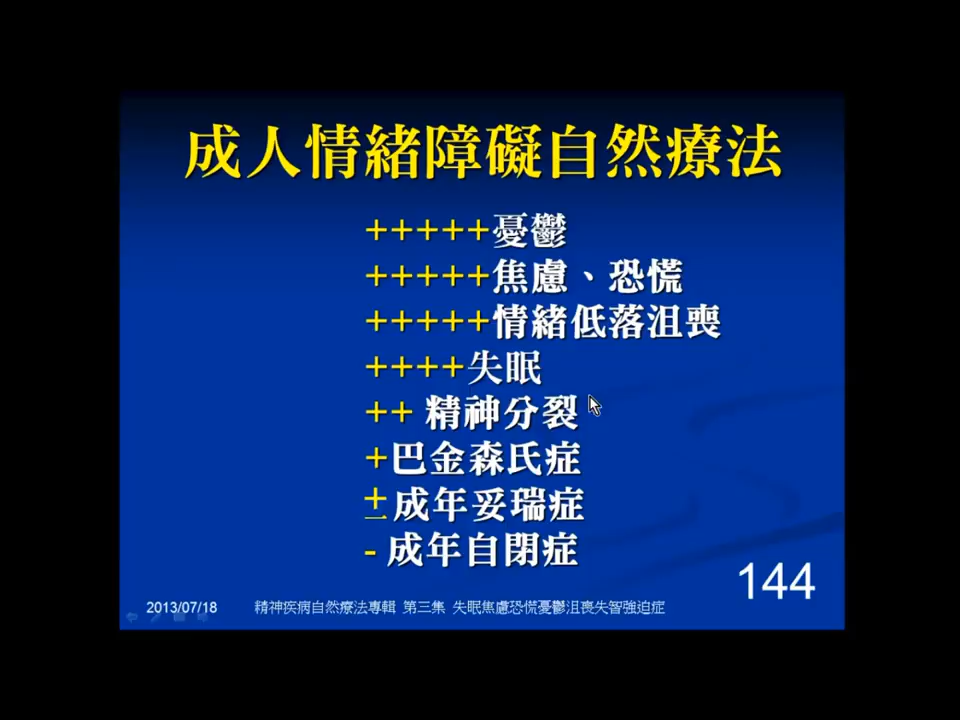 成人情緒障礙自然療法
+++++憂鬱
+++++焦慮、恐慌
+++++情緒低落沮喪
++++失眠
++ 精神分裂
+巴金森氏症
±成年妥瑞症
- 成年自閉症
144
2013/07/18 精神疾病自然療法專輯 第三集 失眠焦慮恐慌憂鬱沮喪失智強迫症